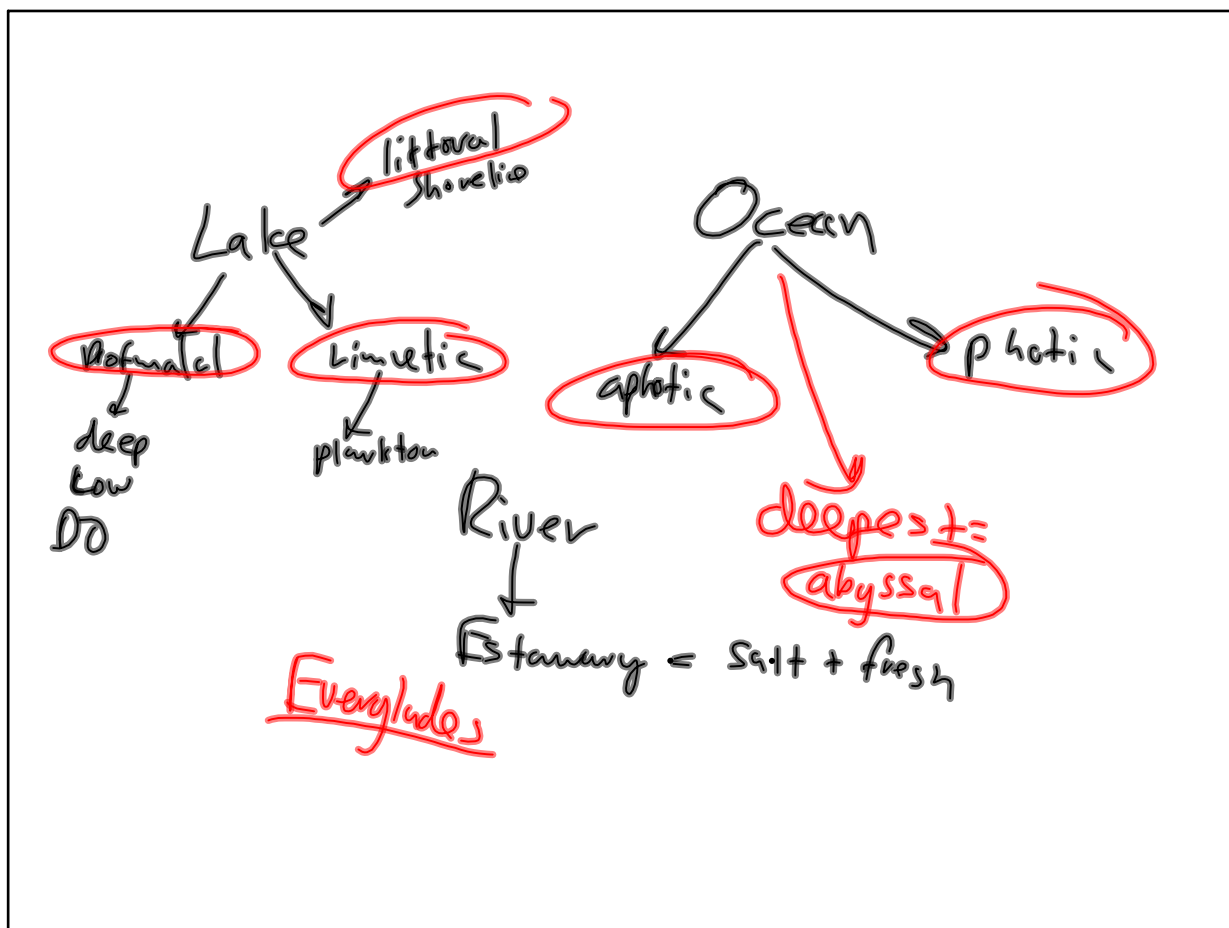 littoral
shoreline
Lake
Ocean
Profundal
Limnetic
aphotic
photic
deep
Low
DO
plankton
River
deepest=
abyssal
Estuary = Salt + fresh
Everglades